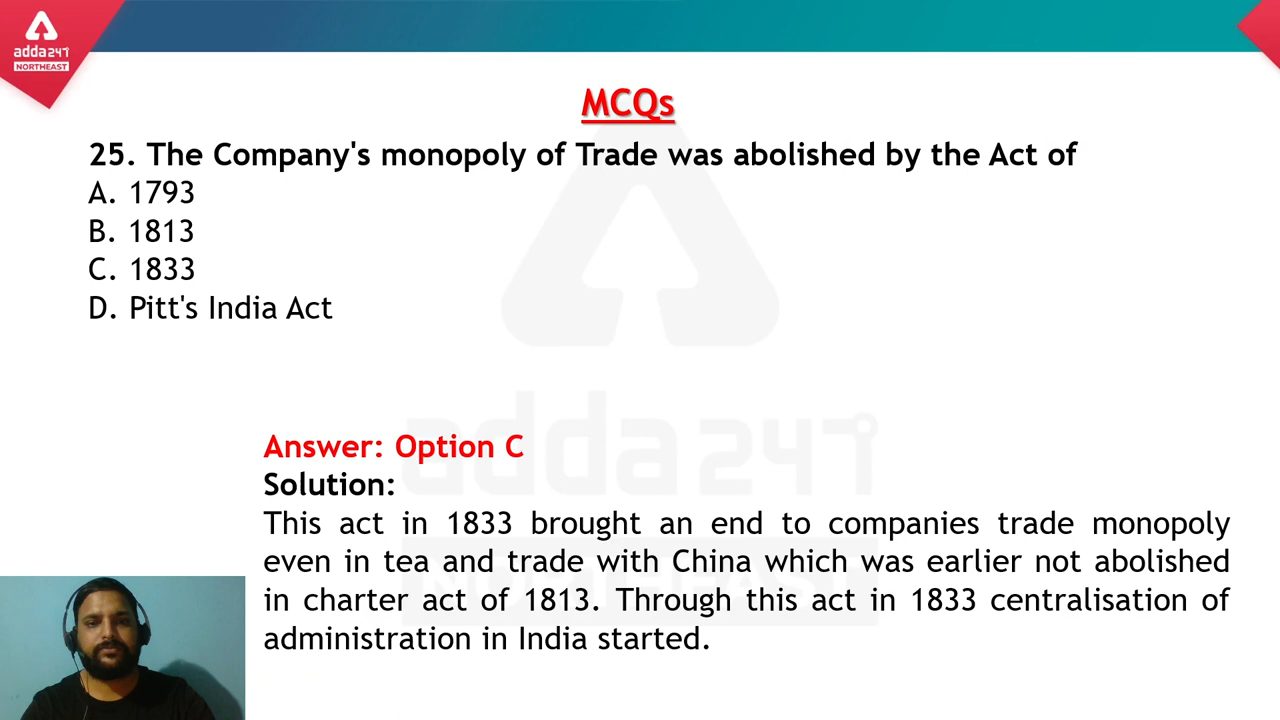 adda247
NORTHEAST
MCQs
25. The Company's monopoly of Trade was abolished by the Act of
A. 1793
B. 1813
C. 1833
D. Pitt's India Act
adda247
NORTHEAST
Answer: Option C
Solution:
This act in 1833 brought an end to companies trade monopoly
even in tea and trade with China which was earlier not abolished
in charter act of 1813. Through this act in 1833 centralisation of
administration in India started.